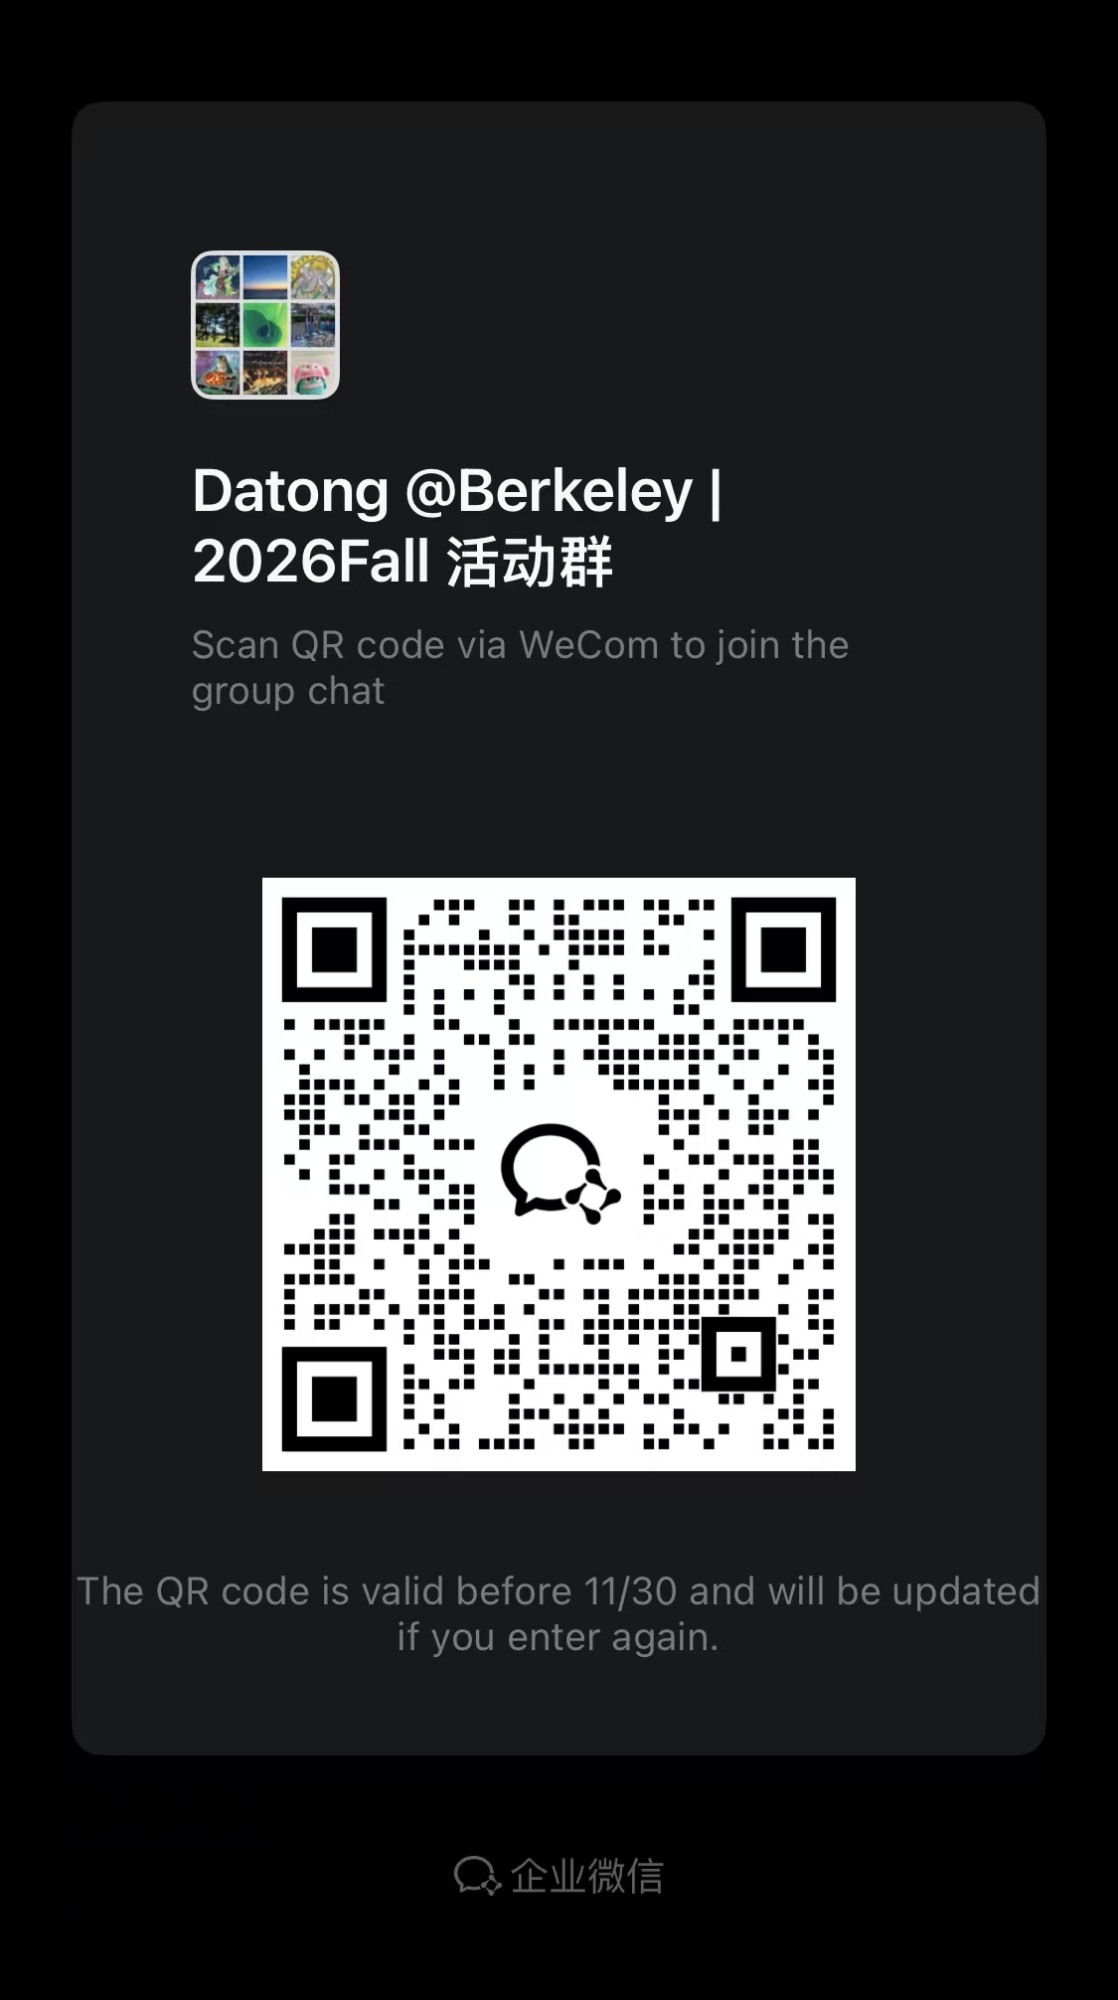 Datong @Berkeley |
2026Fall 活动群
Scan QR code via WeCom to join the
group chat
The QR code is valid before 11/30 and will be updated
if you enter again.
企业微信